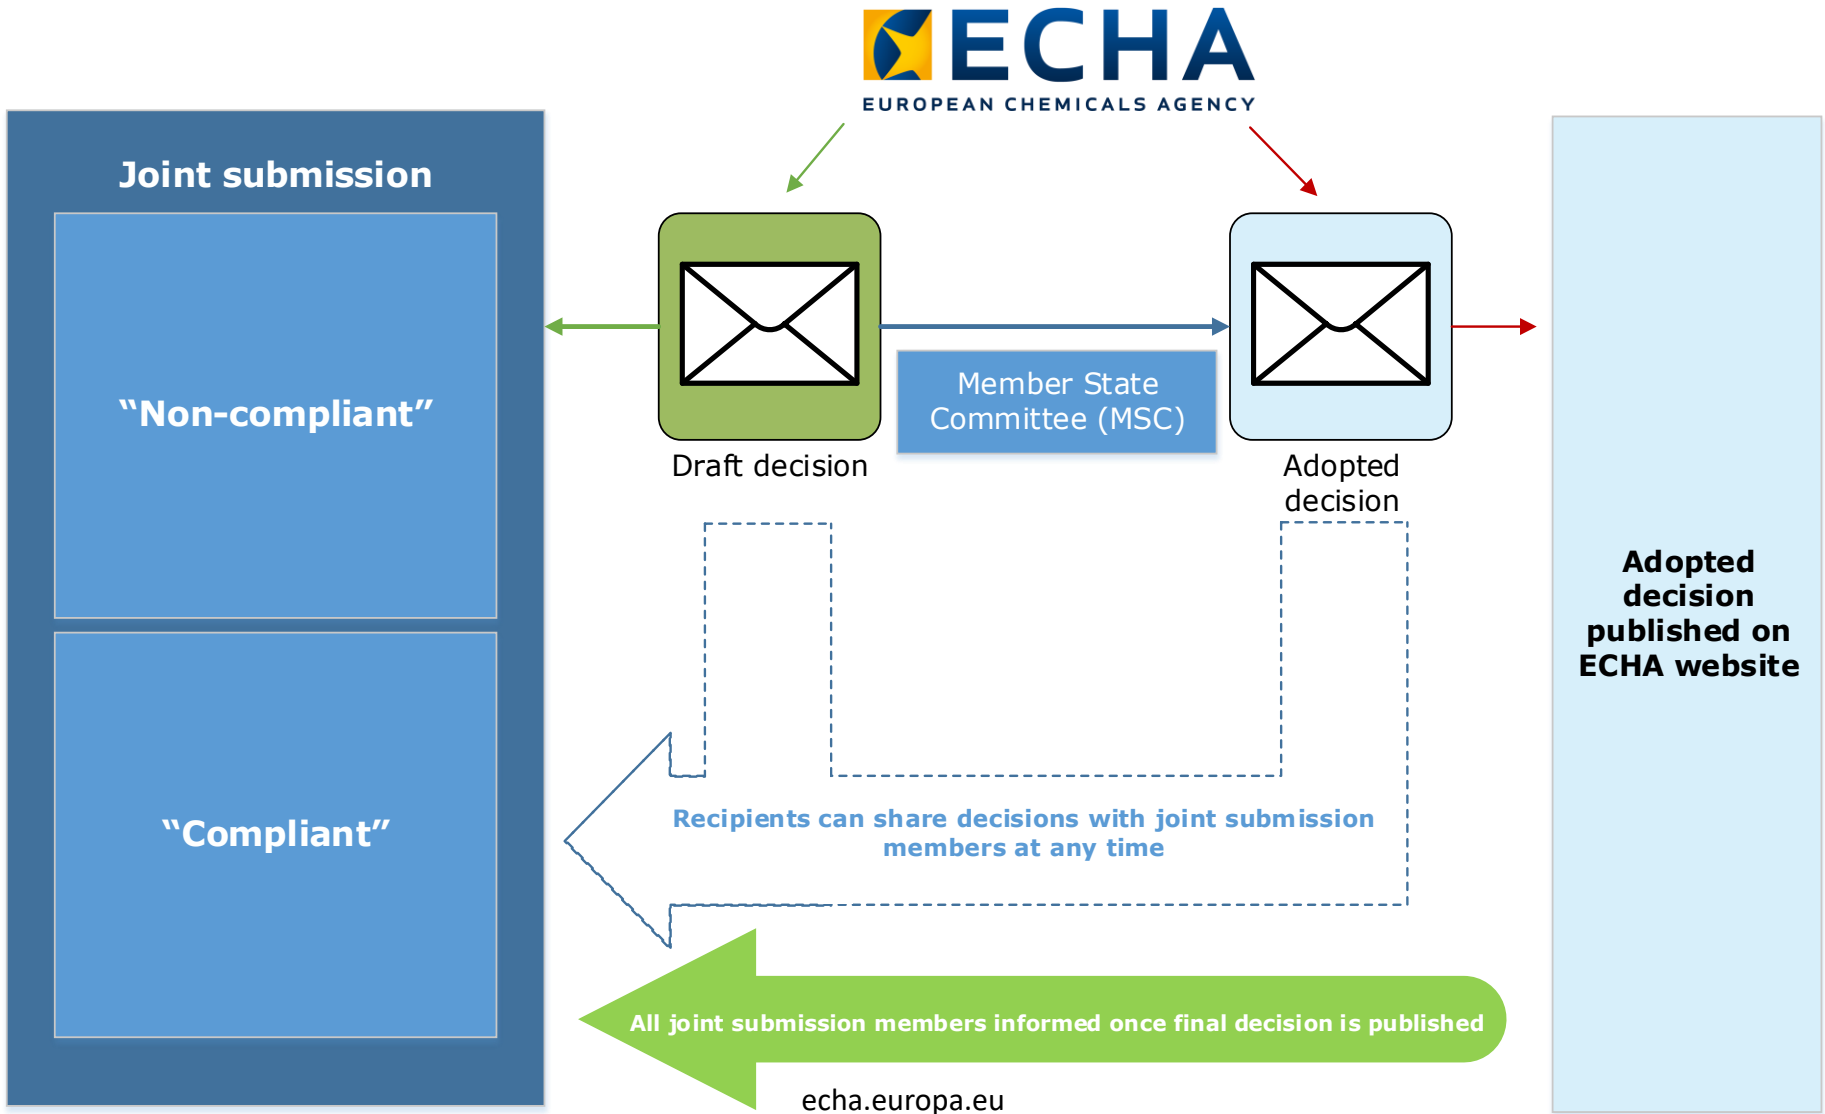 ECHA
EUROPEAN CHEMICALS AGENCY
Joint submission
“Non-compliant”
“Compliant”
Draft decision
Member State
Committee (MSC)
Adopted
decision
Adopted
decision
published on
ECHA website
Recipients can share decisions with joint submission
members at any time
All joint submission members informed once final decision is published
echa.europa.eu